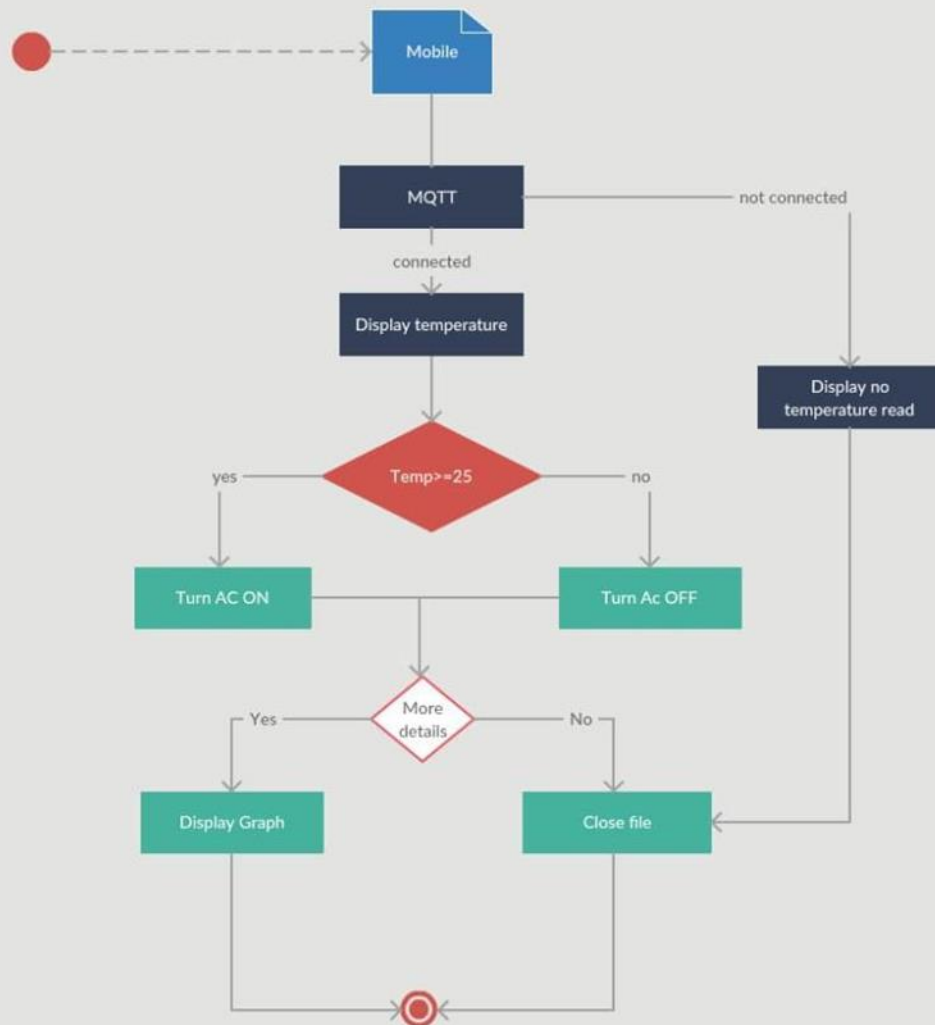 Mobile
MQTT
not connected
connected
Display temperature
Display no
temperature read
yes
Temp>=25
no
Turn AC ON
Turn Ac OFF
More
details
Yes
No
Display Graph
Close file